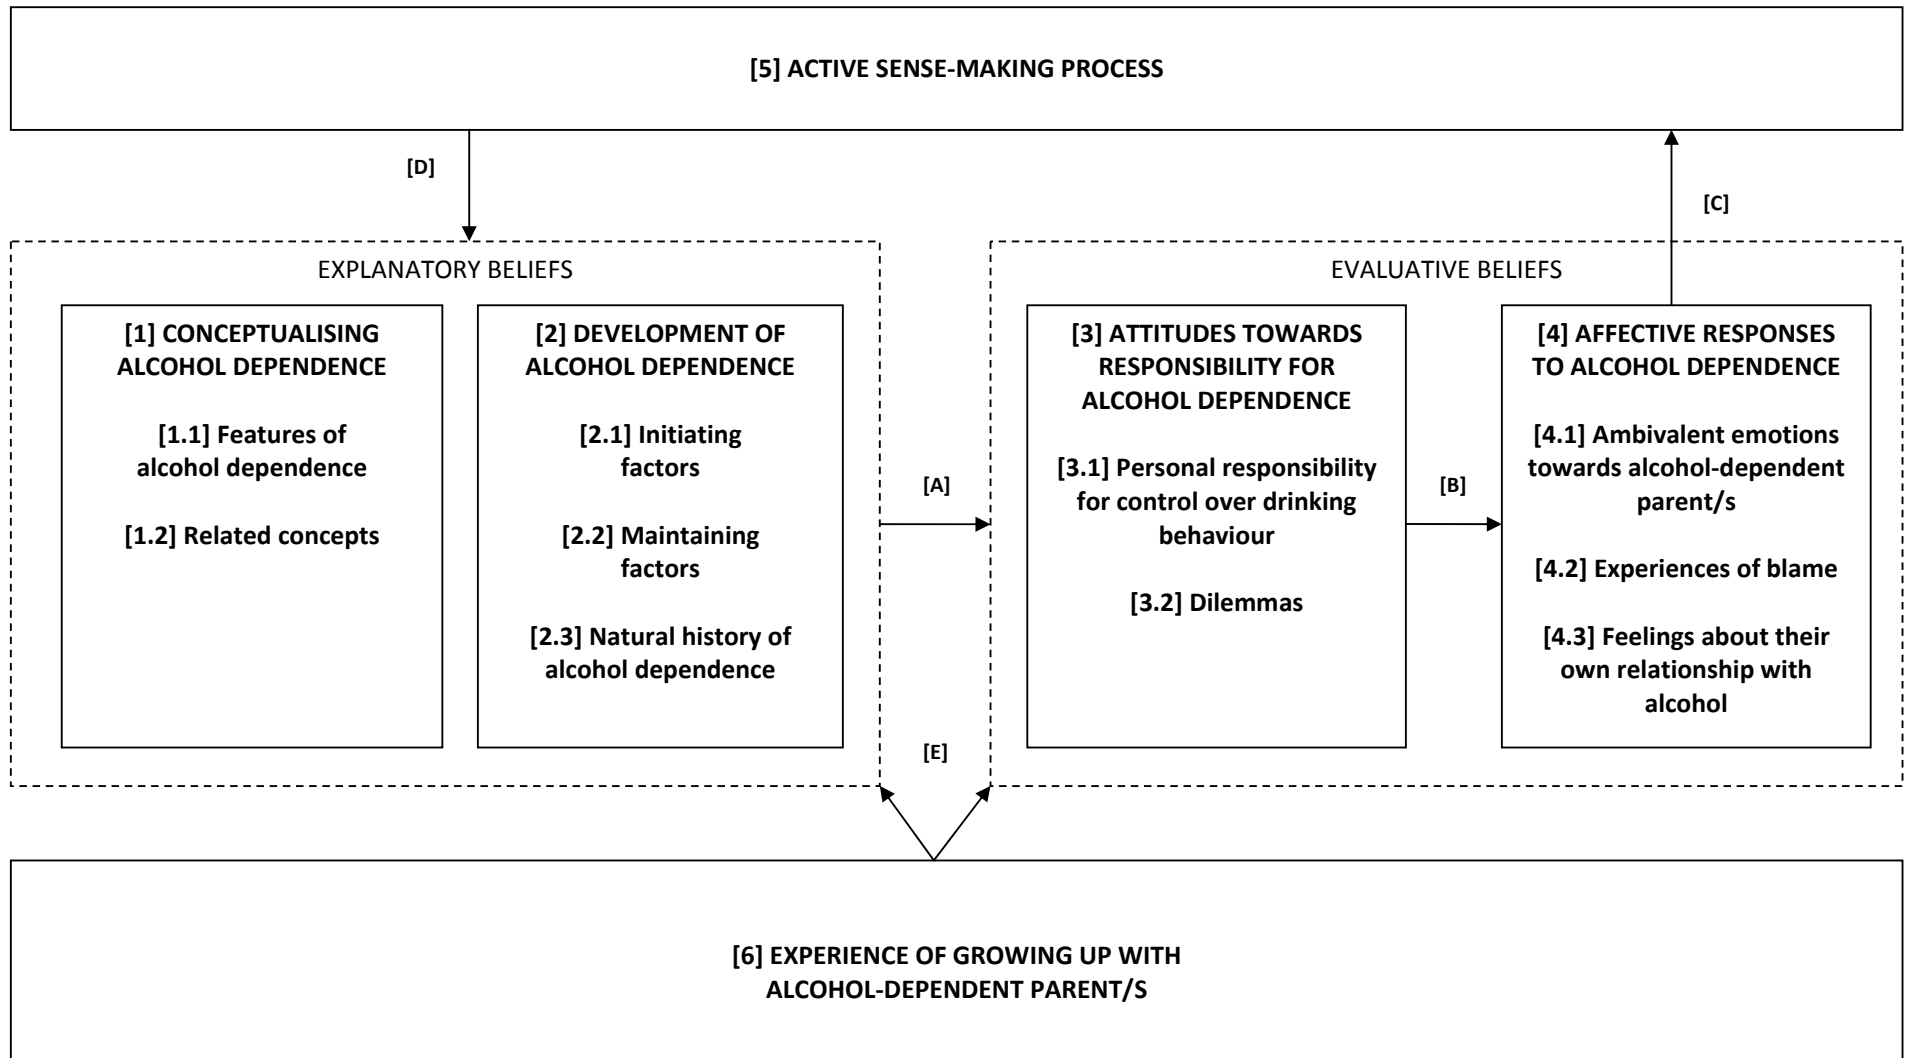 [5] ACTIVE SENSE-MAKING PROCESS
[D]
[C]
EXPLANATORY BELIEFS
[1] CONCEPTUALISING
ALCOHOL DEPENDENCE
[1.1] Features of
alcohol dependence
[1.2] Related concepts
[2] DEVELOPMENT OF
ALCOHOL DEPENDENCE
[2.1] Initiating
factors
[2.2] Maintaining
factors
[2.3] Natural history of
alcohol dependence
[A]
EVALUATIVE BELIEFS
[3] ATTITUDES TOWARDS
RESPONSIBILITY FOR
ALCOHOL DEPENDENCE
[3.1] Personal responsibility
for control over drinking
behaviour
[3.2] Dilemmas
[B]
[4] AFFECTIVE RESPONSES
TO ALCOHOL DEPENDENCE
[4.1] Ambivalent emotions
towards alcohol-dependent
parent/s
[4.2] Experiences of blame
[4.3] Feelings about their
own relationship with
alcohol
[E]
[6] EXPERIENCE OF GROWING UP WITH
ALCOHOL-DEPENDENT PARENT/S